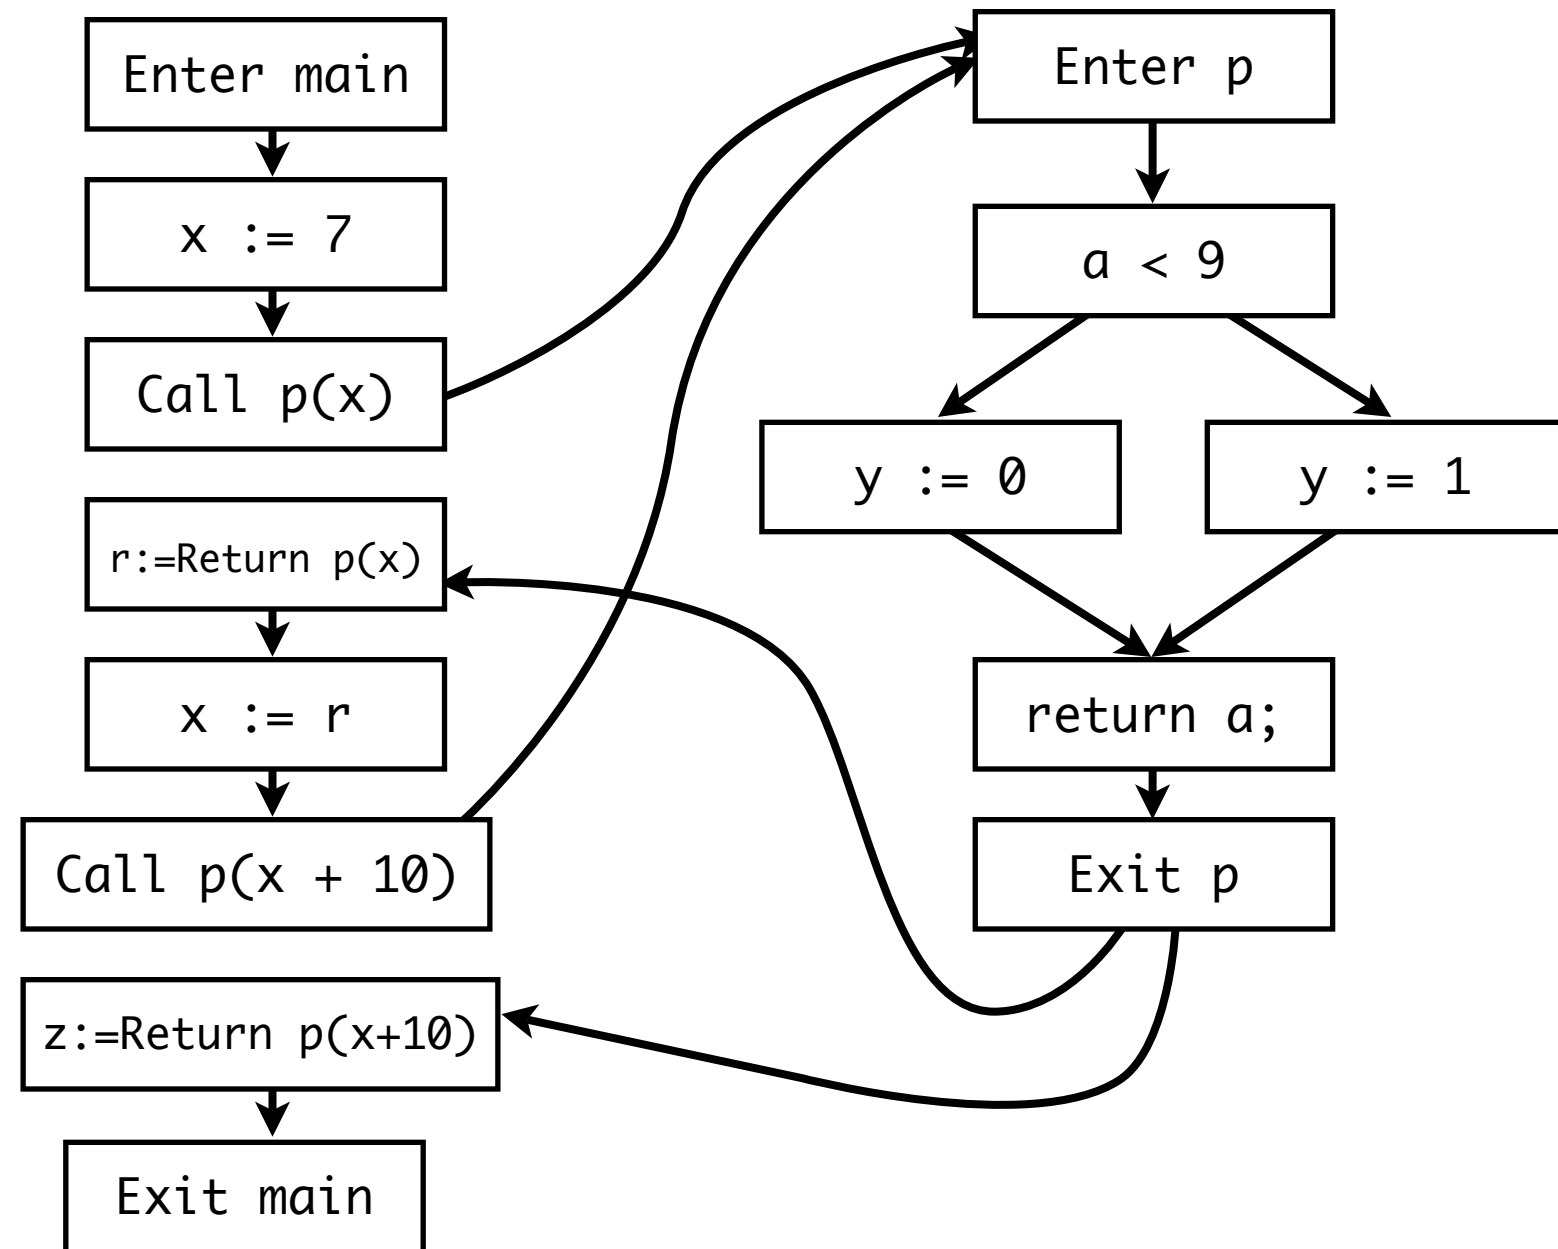 Enter main
x := 7
Call p(x)
r:=Return p(x)
x := r
Call p(x + 10)
z:=Return p(x+10)
Exit main
Enter p
a < 9
y := 0
y := 1
return a;
Exit p